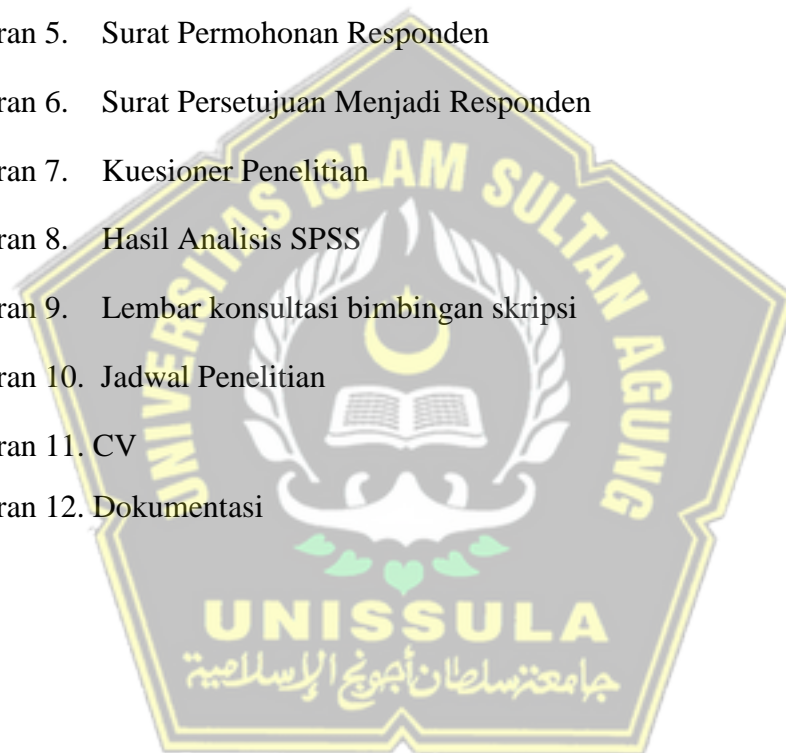 ran 5. Surat Permohonan Responden
ran 6. Surat Persetujuan Menjadi Responden
ran 7. Kuesioner Penelitian
ran 8. Hasil Analisis SPSS
ran 9. Lembar konsultasi bimbingan skripsi
ran 10. Jadwal Penelitian
ran 11. CV
ran 12. Dokumentasi
UNIVERSITAS ISLAM SULTAN AGUNG
UNISSULA
جامعتنسلطان أجونج الإسلامية